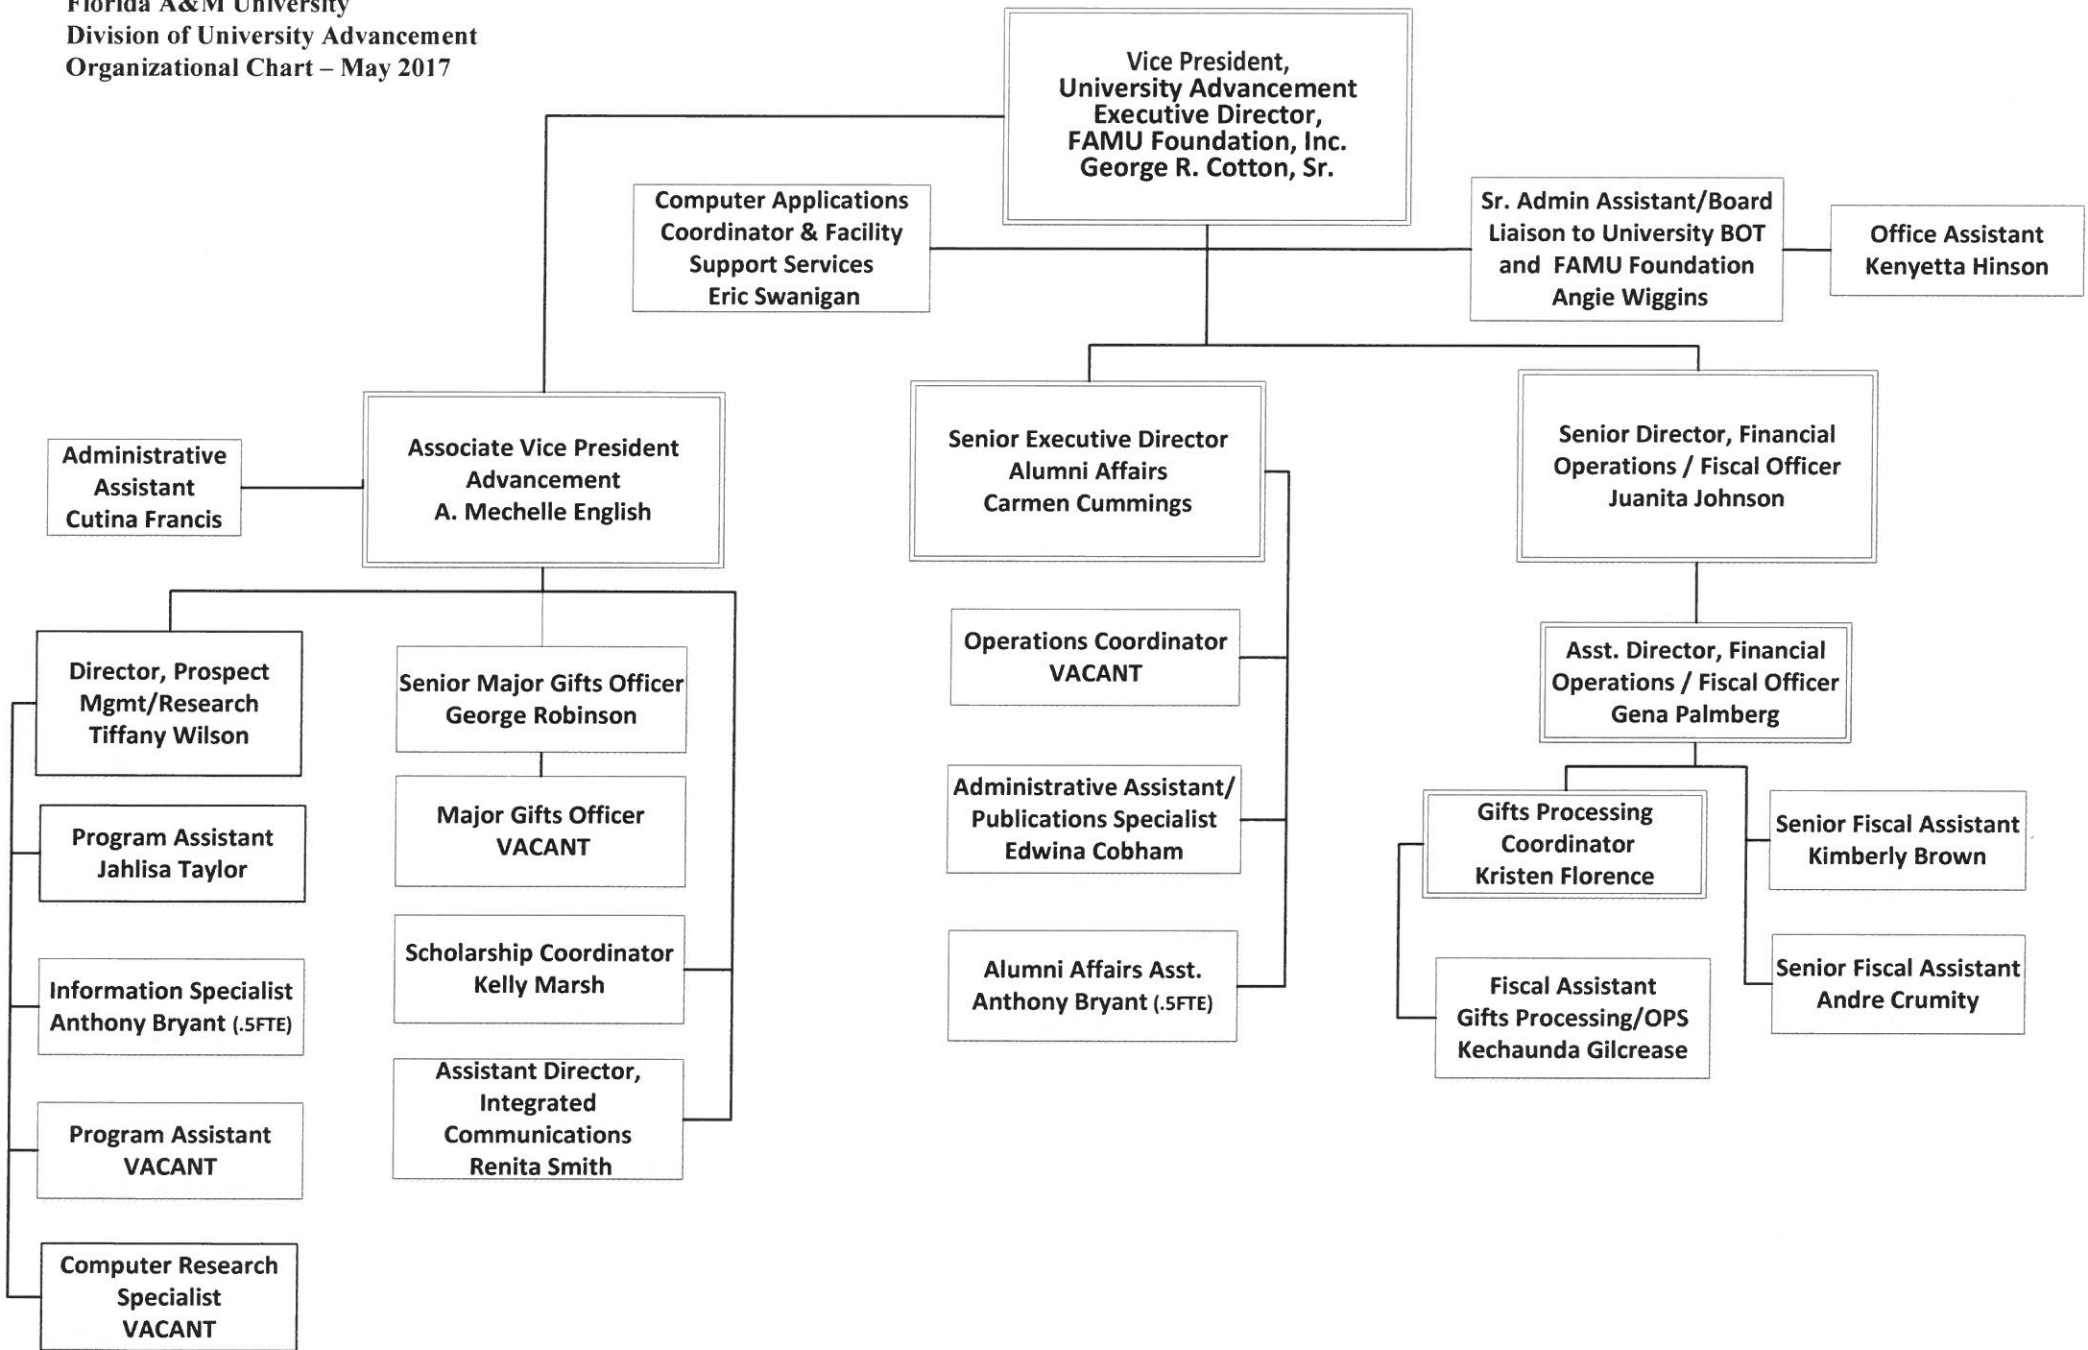 Florida A&M University
Division of University Advancement
Organizational Chart – May 2017
Vice President,
University Advancement
Executive Director,
FAMU Foundation, Inc.
George R. Cotton, Sr.
Computer Applications
Coordinator & Facility
Support Services
Eric Swanigan
Sr. Admin Assistant/Board
Liaison to University BOT
and FAMU Foundation
Angie Wiggins
Office Assistant
Kenyetta Hinson
Administrative
Assistant
Cutina Francis
Associate Vice President
Advancement
A. Mechelle English
Senior Executive Director
Alumni Affairs
Carmen Cummings
Senior Director, Financial
Operations / Fiscal Officer
Juanita Johnson
Director, Prospect
Mgmt/Research
Tiffany Wilson
Program Assistant
Jahlisa Taylor
Information Specialist
Anthony Bryant (.5FTE)
Program Assistant
VACANT
Computer Research
Specialist
VACANT
Senior Major Gifts Officer
George Robinson
Major Gifts Officer
VACANT
Scholarship Coordinator
Kelly Marsh
Assistant Director,
Integrated
Communications
Renita Smith
Operations Coordinator
VACANT
Administrative Assistant/
Publications Specialist
Edwina Cobham
Alumni Affairs Asst.
Anthony Bryant (.5FTE)
Asst. Director, Financial
Operations / Fiscal Officer
Gena Palmberg
Gifts Processing
Coordinator
Kristen Florence
Fiscal Assistant
Gifts Processing/OPS
Kechaunda Gilcrease
Senior Fiscal Assistant
Kimberly Brown
Senior Fiscal Assistant
Andre Crumity